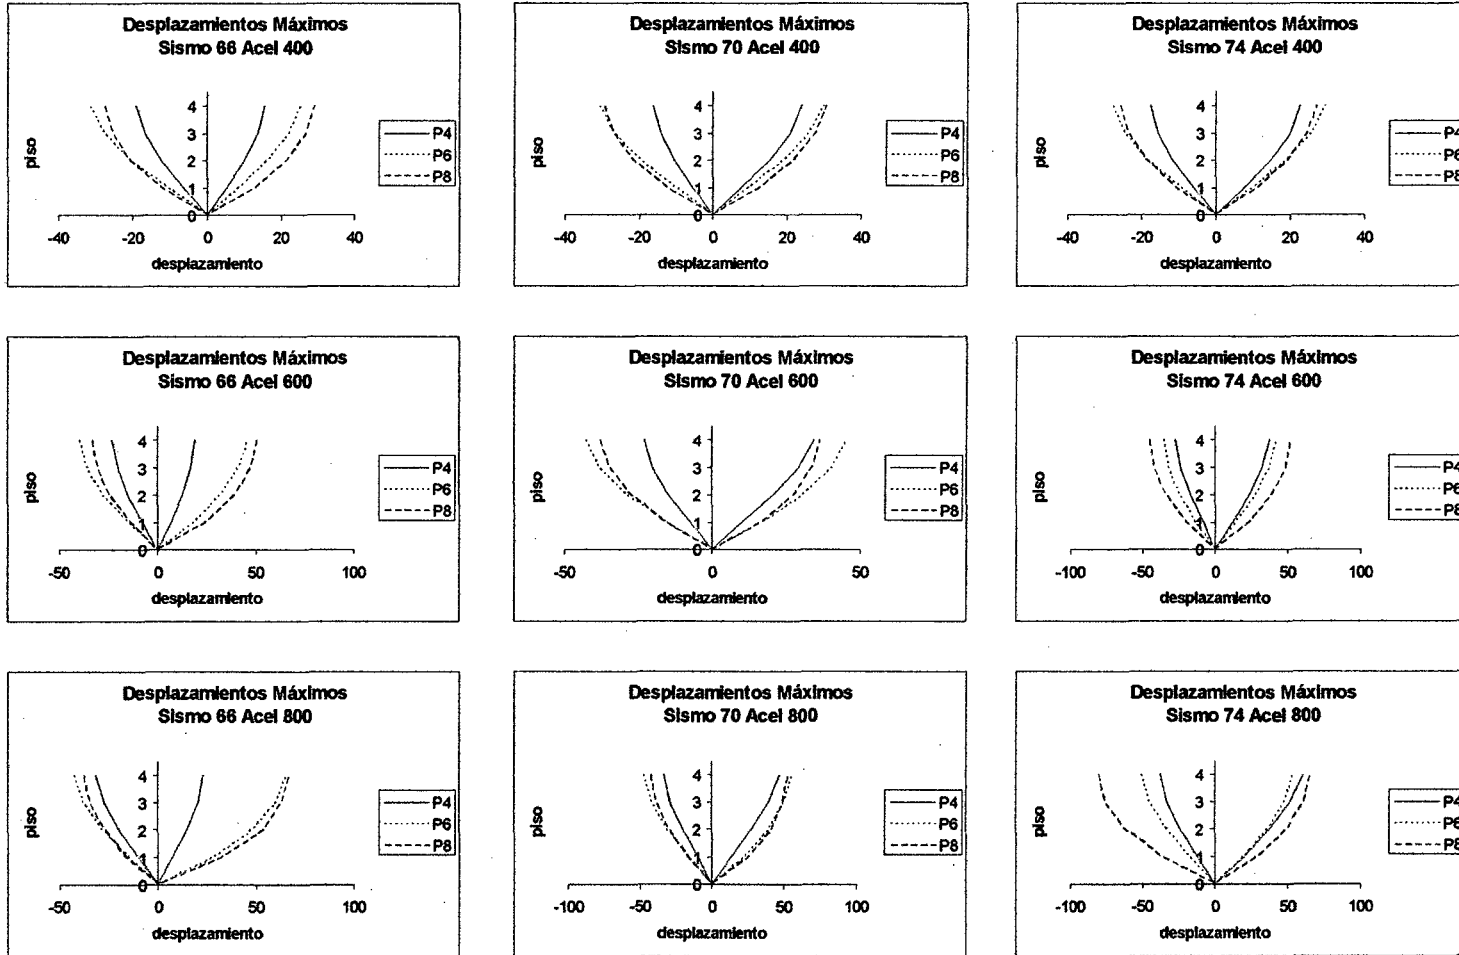 Desplazamientos Máximos
Sismo 66 Acel 400
piso
4
3
2
1
0
-40 -20 0 20 40
desplazamiento
P4
P6
P8
Desplazamientos Máximos
Sismo 70 Acel 400
piso
4
3
2
1
0
-40 -20 0 20 40
desplazamiento
P4
P6
P8
Desplazamientos Máximos
Sismo 74 Acel 400
piso
4
3
2
1
0
-40 -20 0 20 40
desplazamiento
P4
P6
P8
Desplazamientos Máximos
Sismo 66 Acel 600
piso
4
3
2
1
0
-50 0 50 100
desplazamiento
P4
P6
P8
Desplazamientos Máximos
Sismo 70 Acel 600
piso
4
3
2
1
0
-50 0 50
desplazamiento
P4
P6
P8
Desplazamientos Máximos
Sismo 74 Acel 600
piso
4
3
2
1
0
-100 -50 0 50 100
desplazamiento
P4
P6
P8
Desplazamientos Máximos
Sismo 66 Acel 800
piso
4
3
2
1
0
-50 0 50 100
desplazamiento
P4
P6
P8
Desplazamientos Máximos
Sismo 70 Acel 800
piso
4
3
2
1
0
-100 -50 0 50 100
desplazamiento
P4
P6
P8
Desplazamientos Máximos
Sismo 74 Acel 800
piso
4
3
2
1
0
-100 -50 0 50 100
desplazamiento
P4
P6
P8